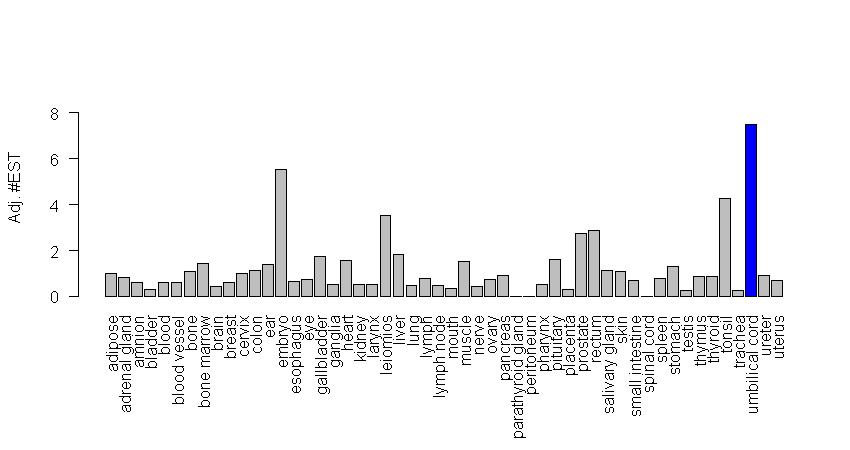 Adj. #EST
8
6
4
2
0
adipose
adrenal gland
amnion
bladder
blood
blood vessel
bone
bone marrow
brain
breast
cervix
colon
ear
embryo
esophagus
eye
gallbladder
ganglia
heart
kidney
larynx
leiomios
liver
lung
lymph
lymph node
mouth
muscle
nerve
ovary
pancreas
parathyroid gland
peritoneum
pharynx
pituitary
placenta
prostate
rectum
salivary gland
skin
small intestine
spinal cord
spleen
stomach
testis
thymus
thyroid
tonsil
trachea
umbilical cord
ureter
uterus